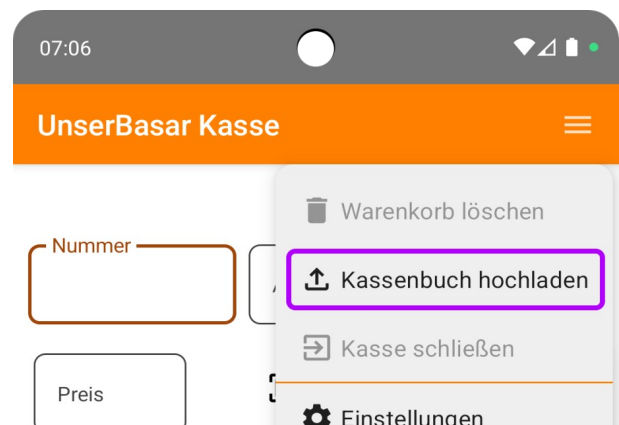 07:06
UnserBasar Kasse
Warenkorb löschen
Nummer
Kassenbuch hochladen
Kasse schließen
Preis
Einstellungen